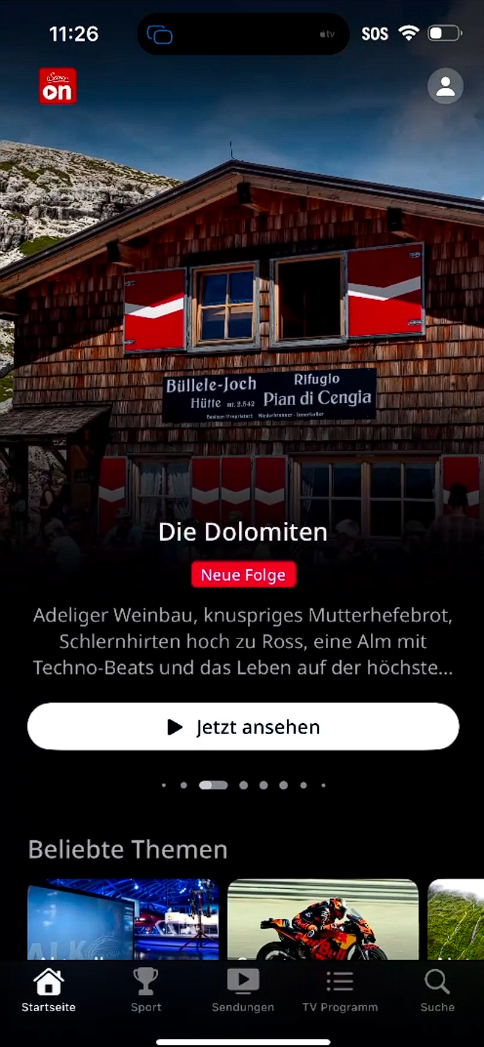 11:26
tv
SOS
Servus
on
Büllele-Joch
Hütte
Rifugio
Pian di Cengia
Die Dolomiten
Neue Folge
Adeliger Weinbau, knuspriges Mutterhefebrot,
Schlernhirten hoch zu Ross, eine Alm mit
Techno-Beats und das Leben auf der höchste...
Jetzt ansehen
Beliebte Themen
Startseite
Sport
Sendungen
TV Programm
Suche